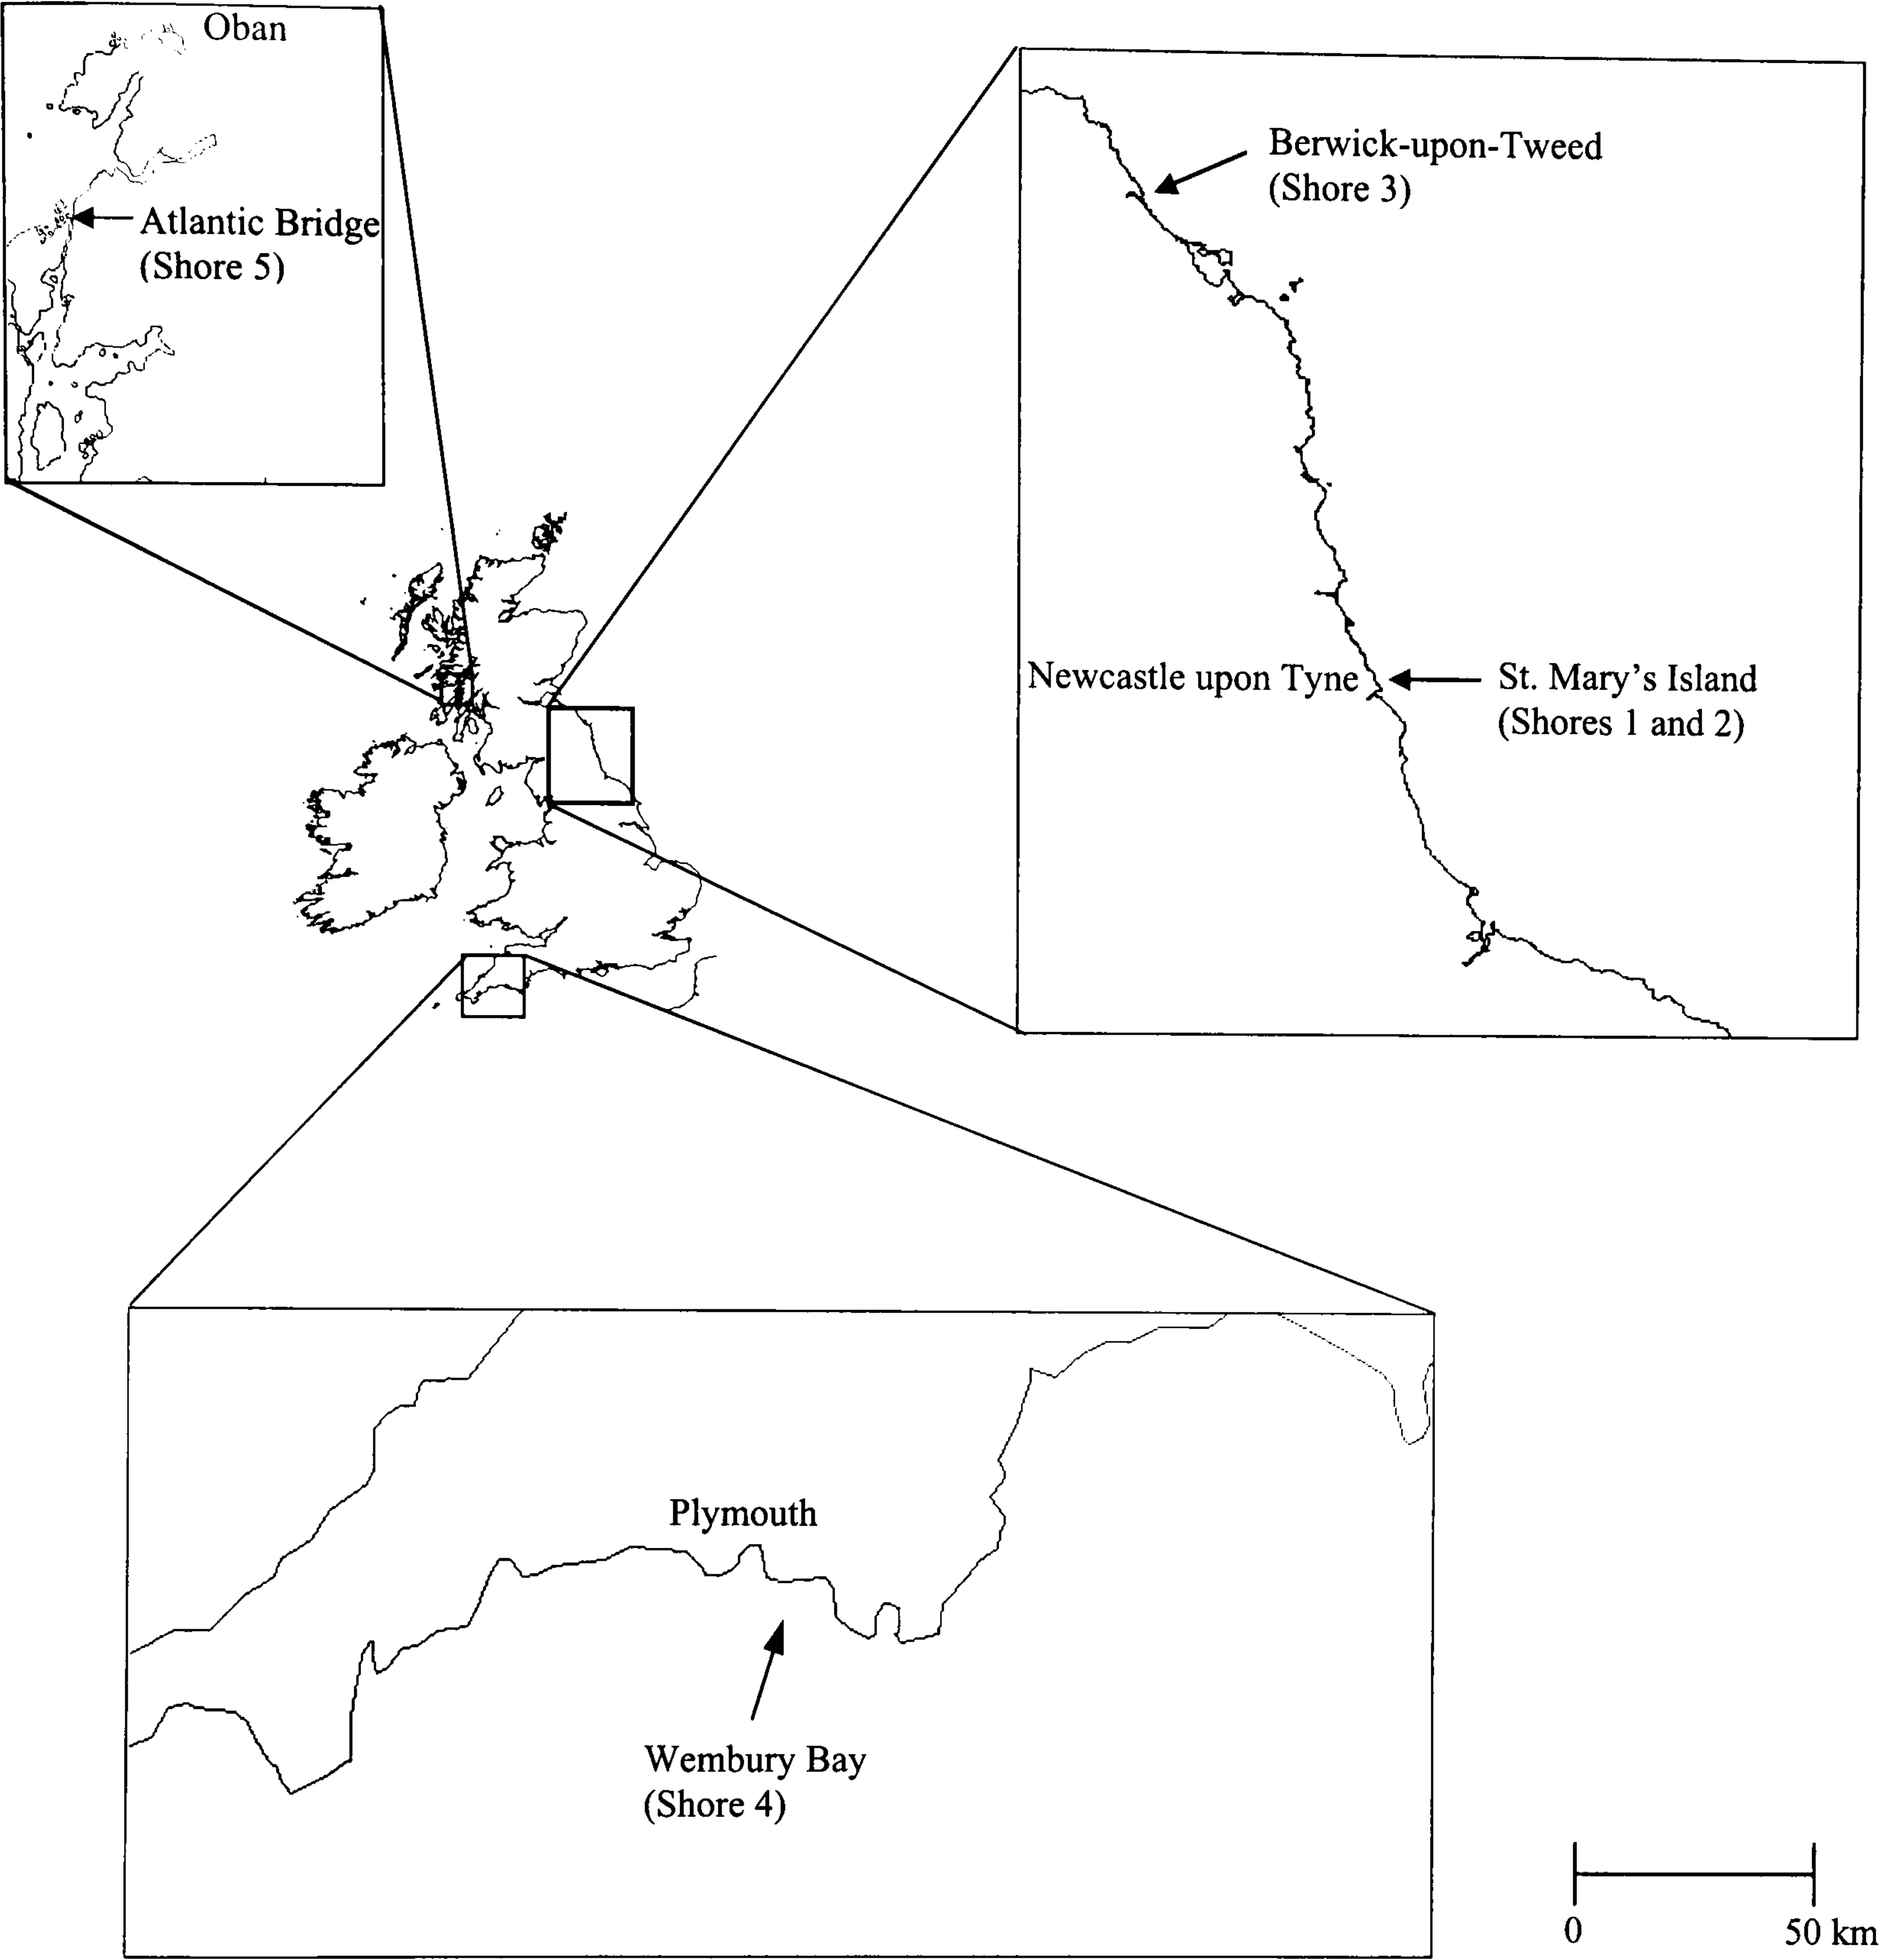 Oban
Atlantic Bridge
(Shore 5)
Berwick-upon-Tweed
(Shore 3)
Newcastle upon Tyne
St. Mary's Island
(Shores 1 and 2)
Plymouth
Wembury Bay
(Shore 4)
0
50 km